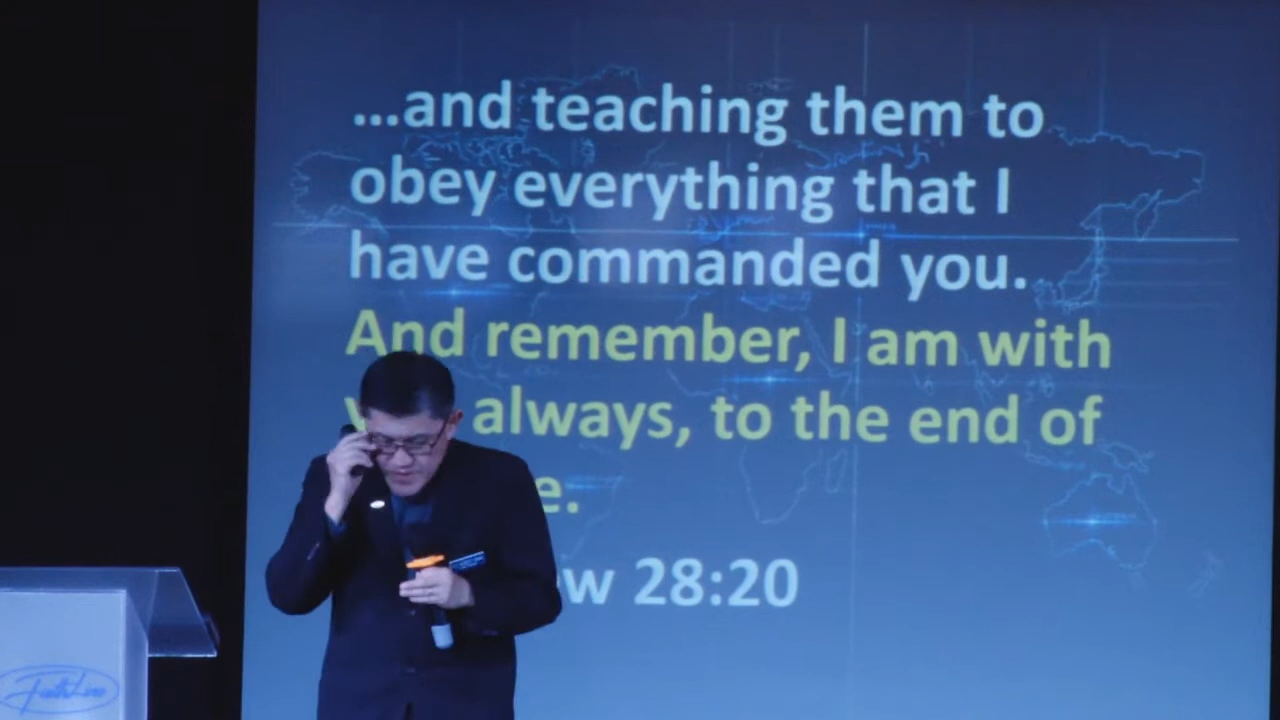 ...and teaching them to
obey everything that I
have commanded you.
And remember, I am with
always, to the end of
28:20
FaithLine